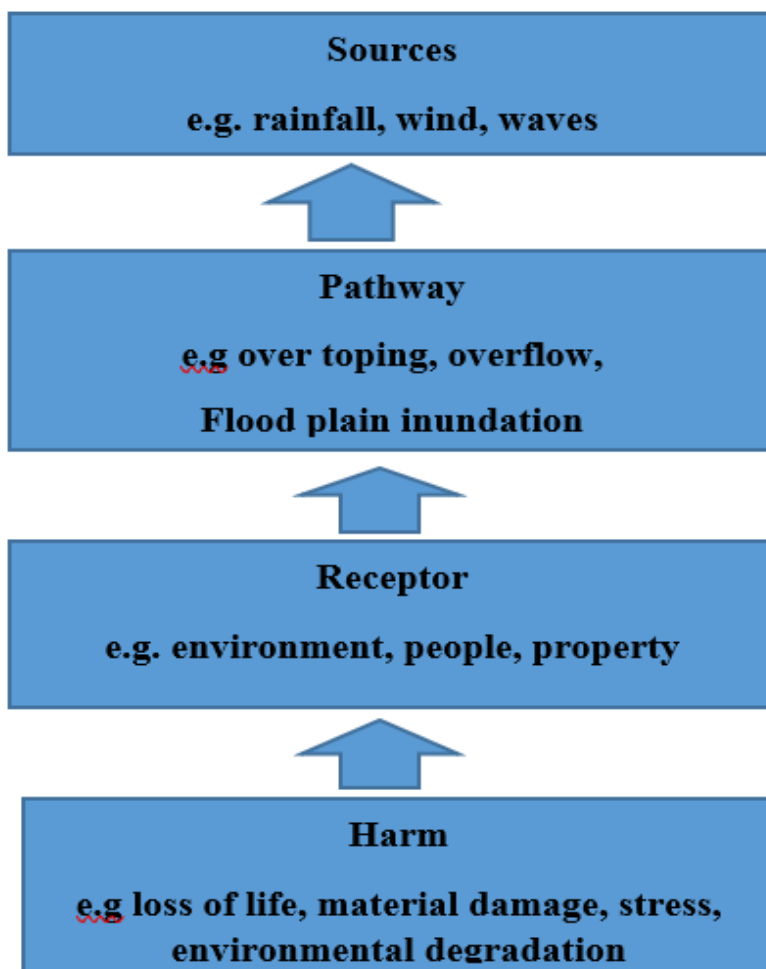 Sources
e.g. rainfall, wind, waves
Pathway
e.g over toping, overflow,
Flood plain inundation
Receptor
e.g. environment, people, property
Harm
e.g loss of life, material damage, stress,
environmental degradation